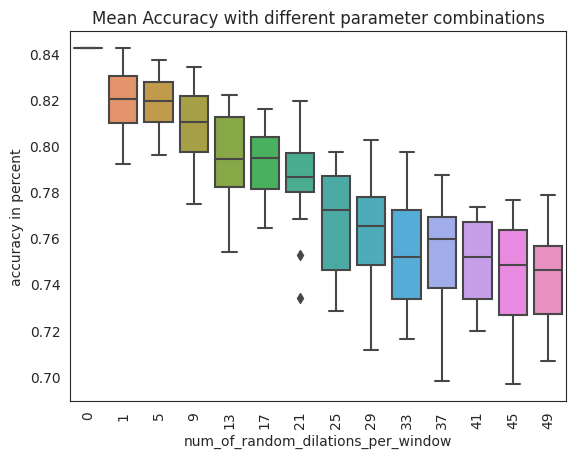 Mean Accuracy with different parameter combinations
accuracy in percent
0.84
0.82
0.80
0.78
0.76
0.74
0.72
0.70
0 1 5 9 13 17 21 25 29 33 37 41 45 49
num_of_random_dilations_per_window